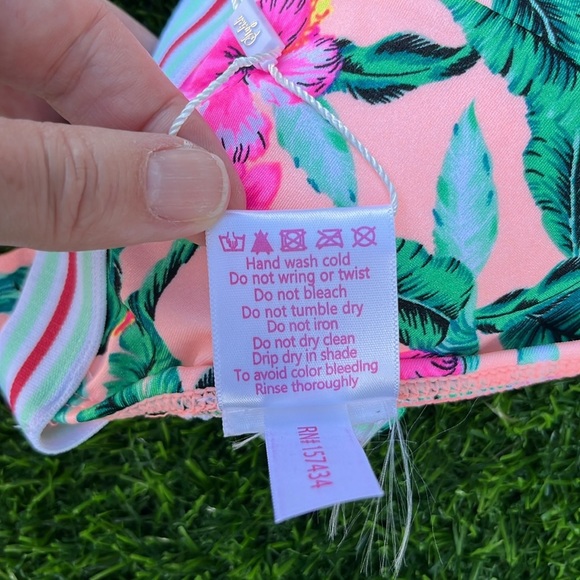 Hand wash cold
Do not wring or twist
Do not bleach
Do not tumble dry
Do not iron
Do not dry clean
Drip dry in shade
To avoid color bleeding
Rinse thoroughly
RN#157434